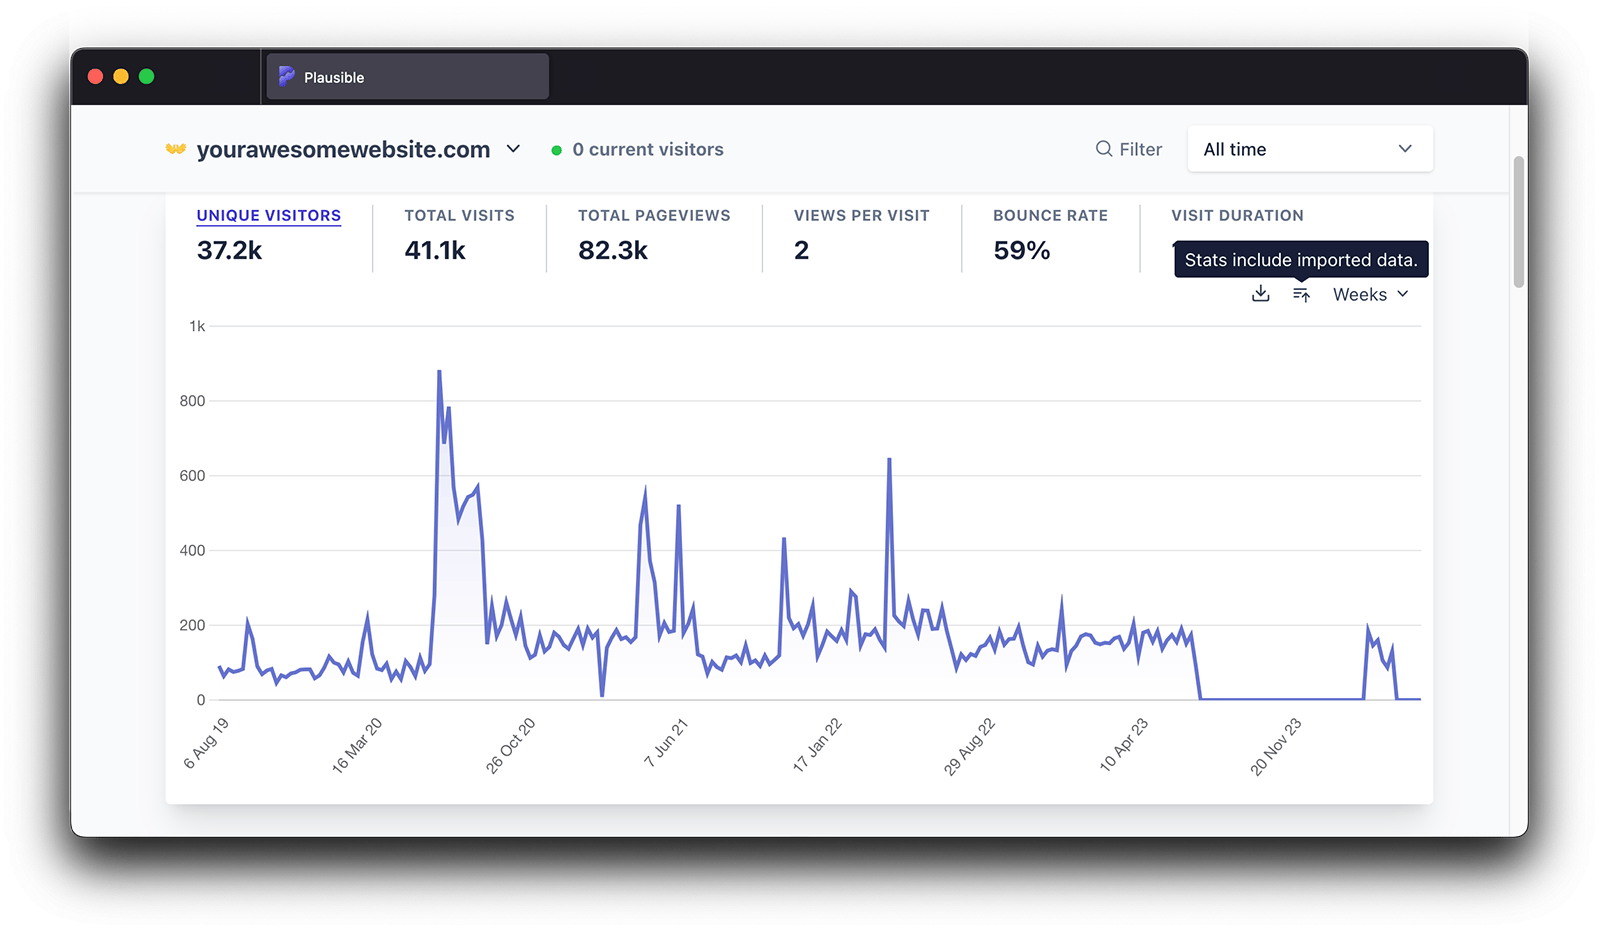 Plausible
yourawesomewebsite.com
0 current visitors
Filter
All time
UNIQUE VISITORS
37.2k
TOTAL VISITS
41.1k
TOTAL PAGEVIEWS
82.3k
VIEWS PER VISIT
2
BOUNCE RATE
59%
VISIT DURATION
Stats include imported data.
Weeks
1k
800
600
400
200
0
6 Aug 19
16 Mar 20
26 Oct 20
7 Jun 21
17 Jan 22
29 Aug 22
10 Apr 23
20 Nov 23